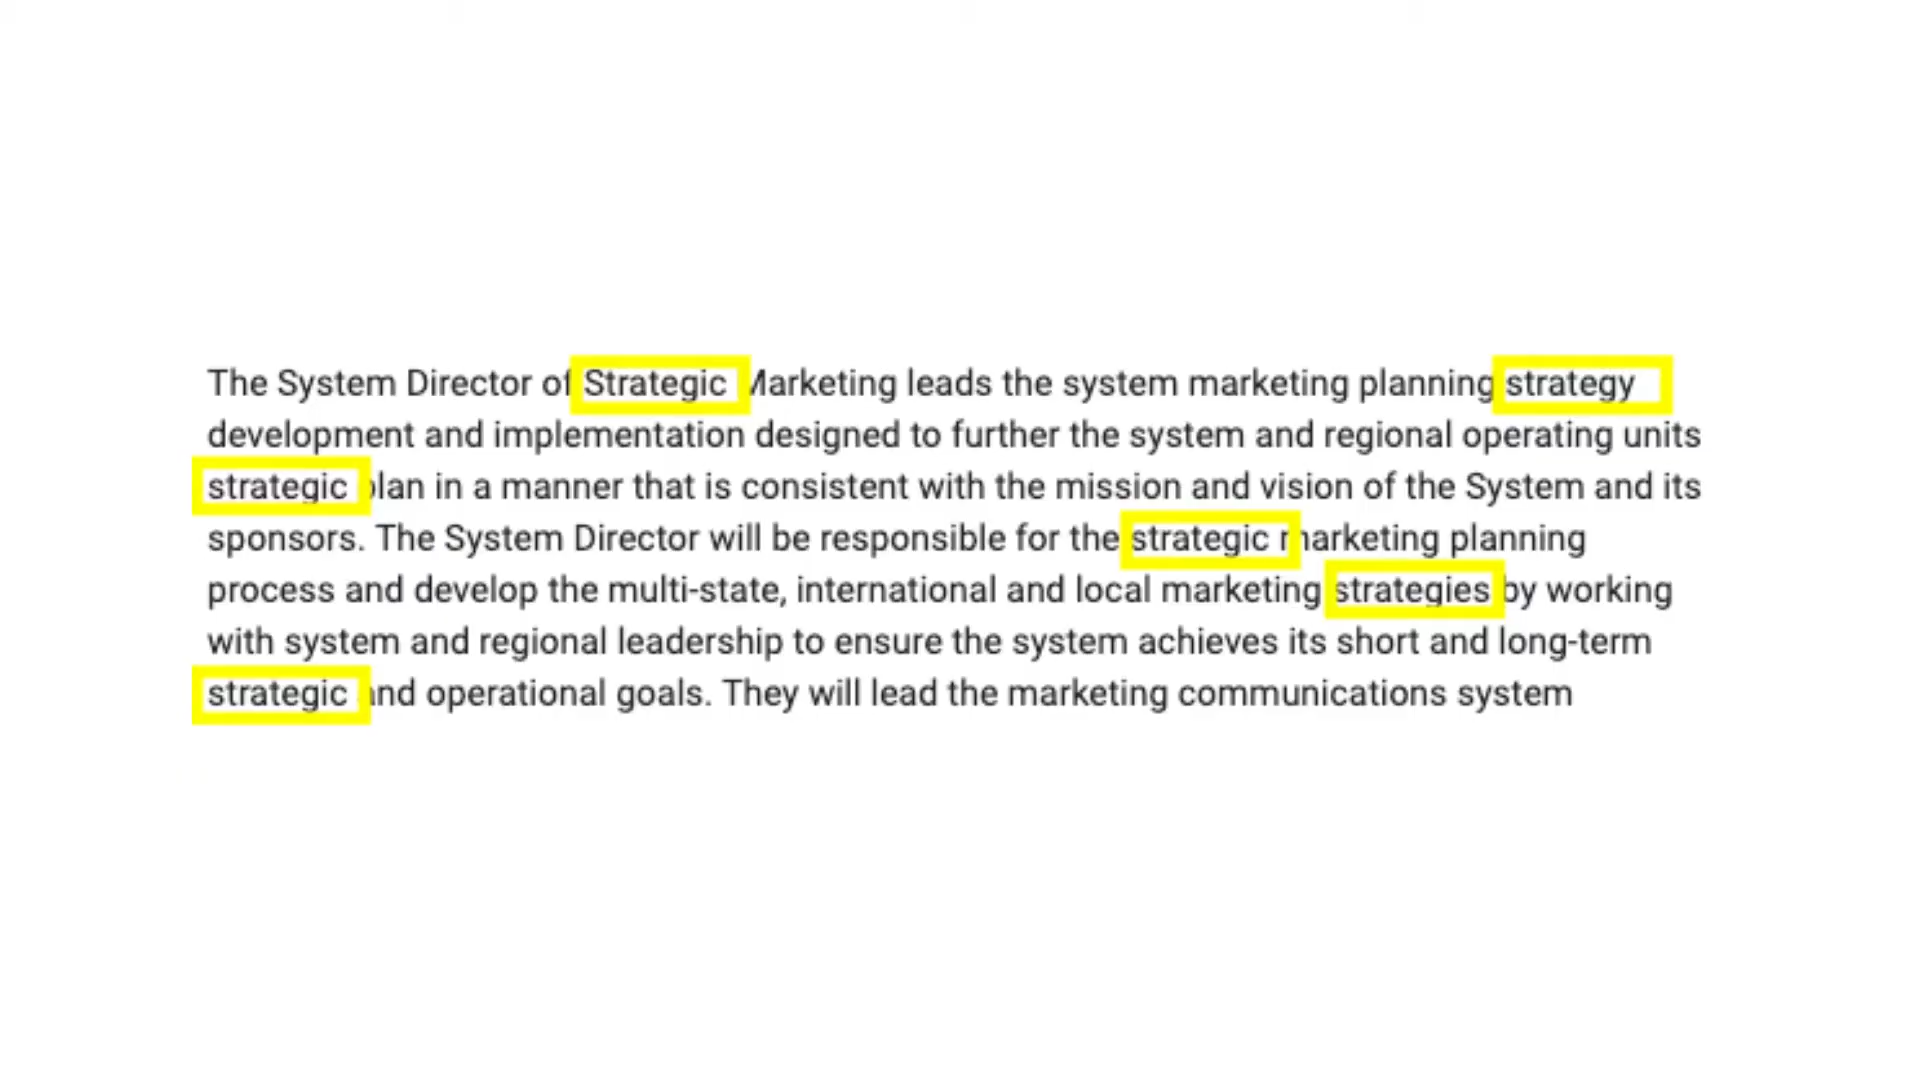 The System Director of Strategic Marketing leads the system marketing planning strategy
development and implementation designed to further the system and regional operating units
strategic plan in a manner that is consistent with the mission and vision of the System and its
sponsors. The System Director will be responsible for the strategic marketing planning
process and develop the multi-state, international and local marketing strategies by working
with system and regional leadership to ensure the system achieves its short and long-term
strategic and operational goals. They will lead the marketing communications system